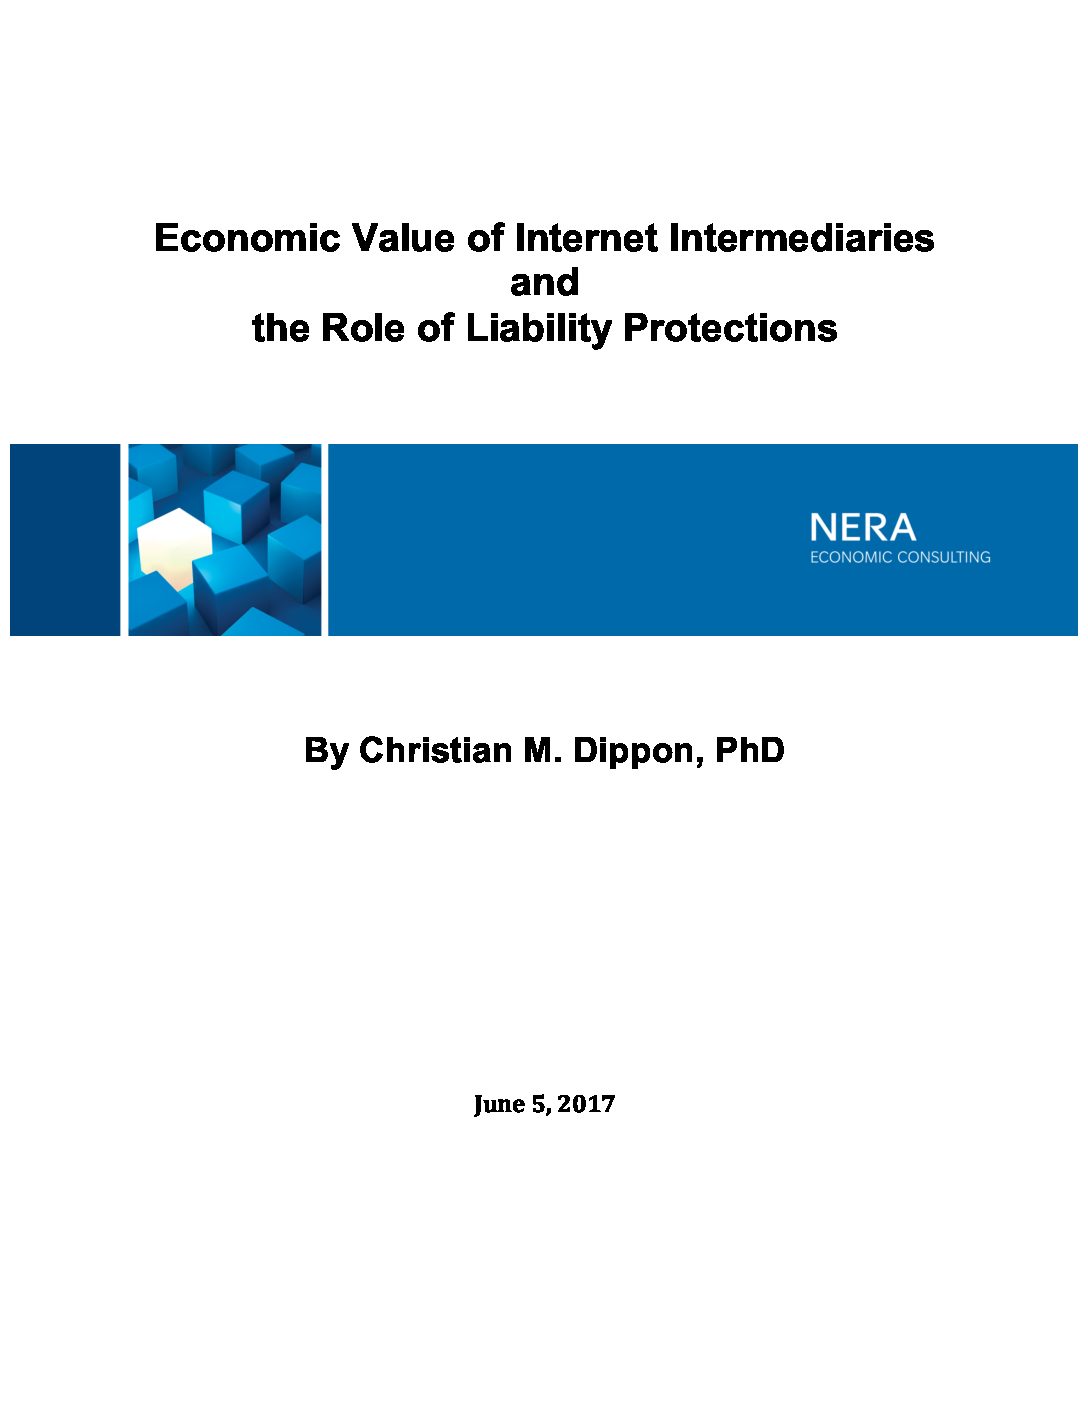 Economic Value of Internet Intermediaries
and
the Role of Liability Protections
NERA
ECONOMIC CONSULTING
By Christian M. Dippon, PhD
June 5, 2017